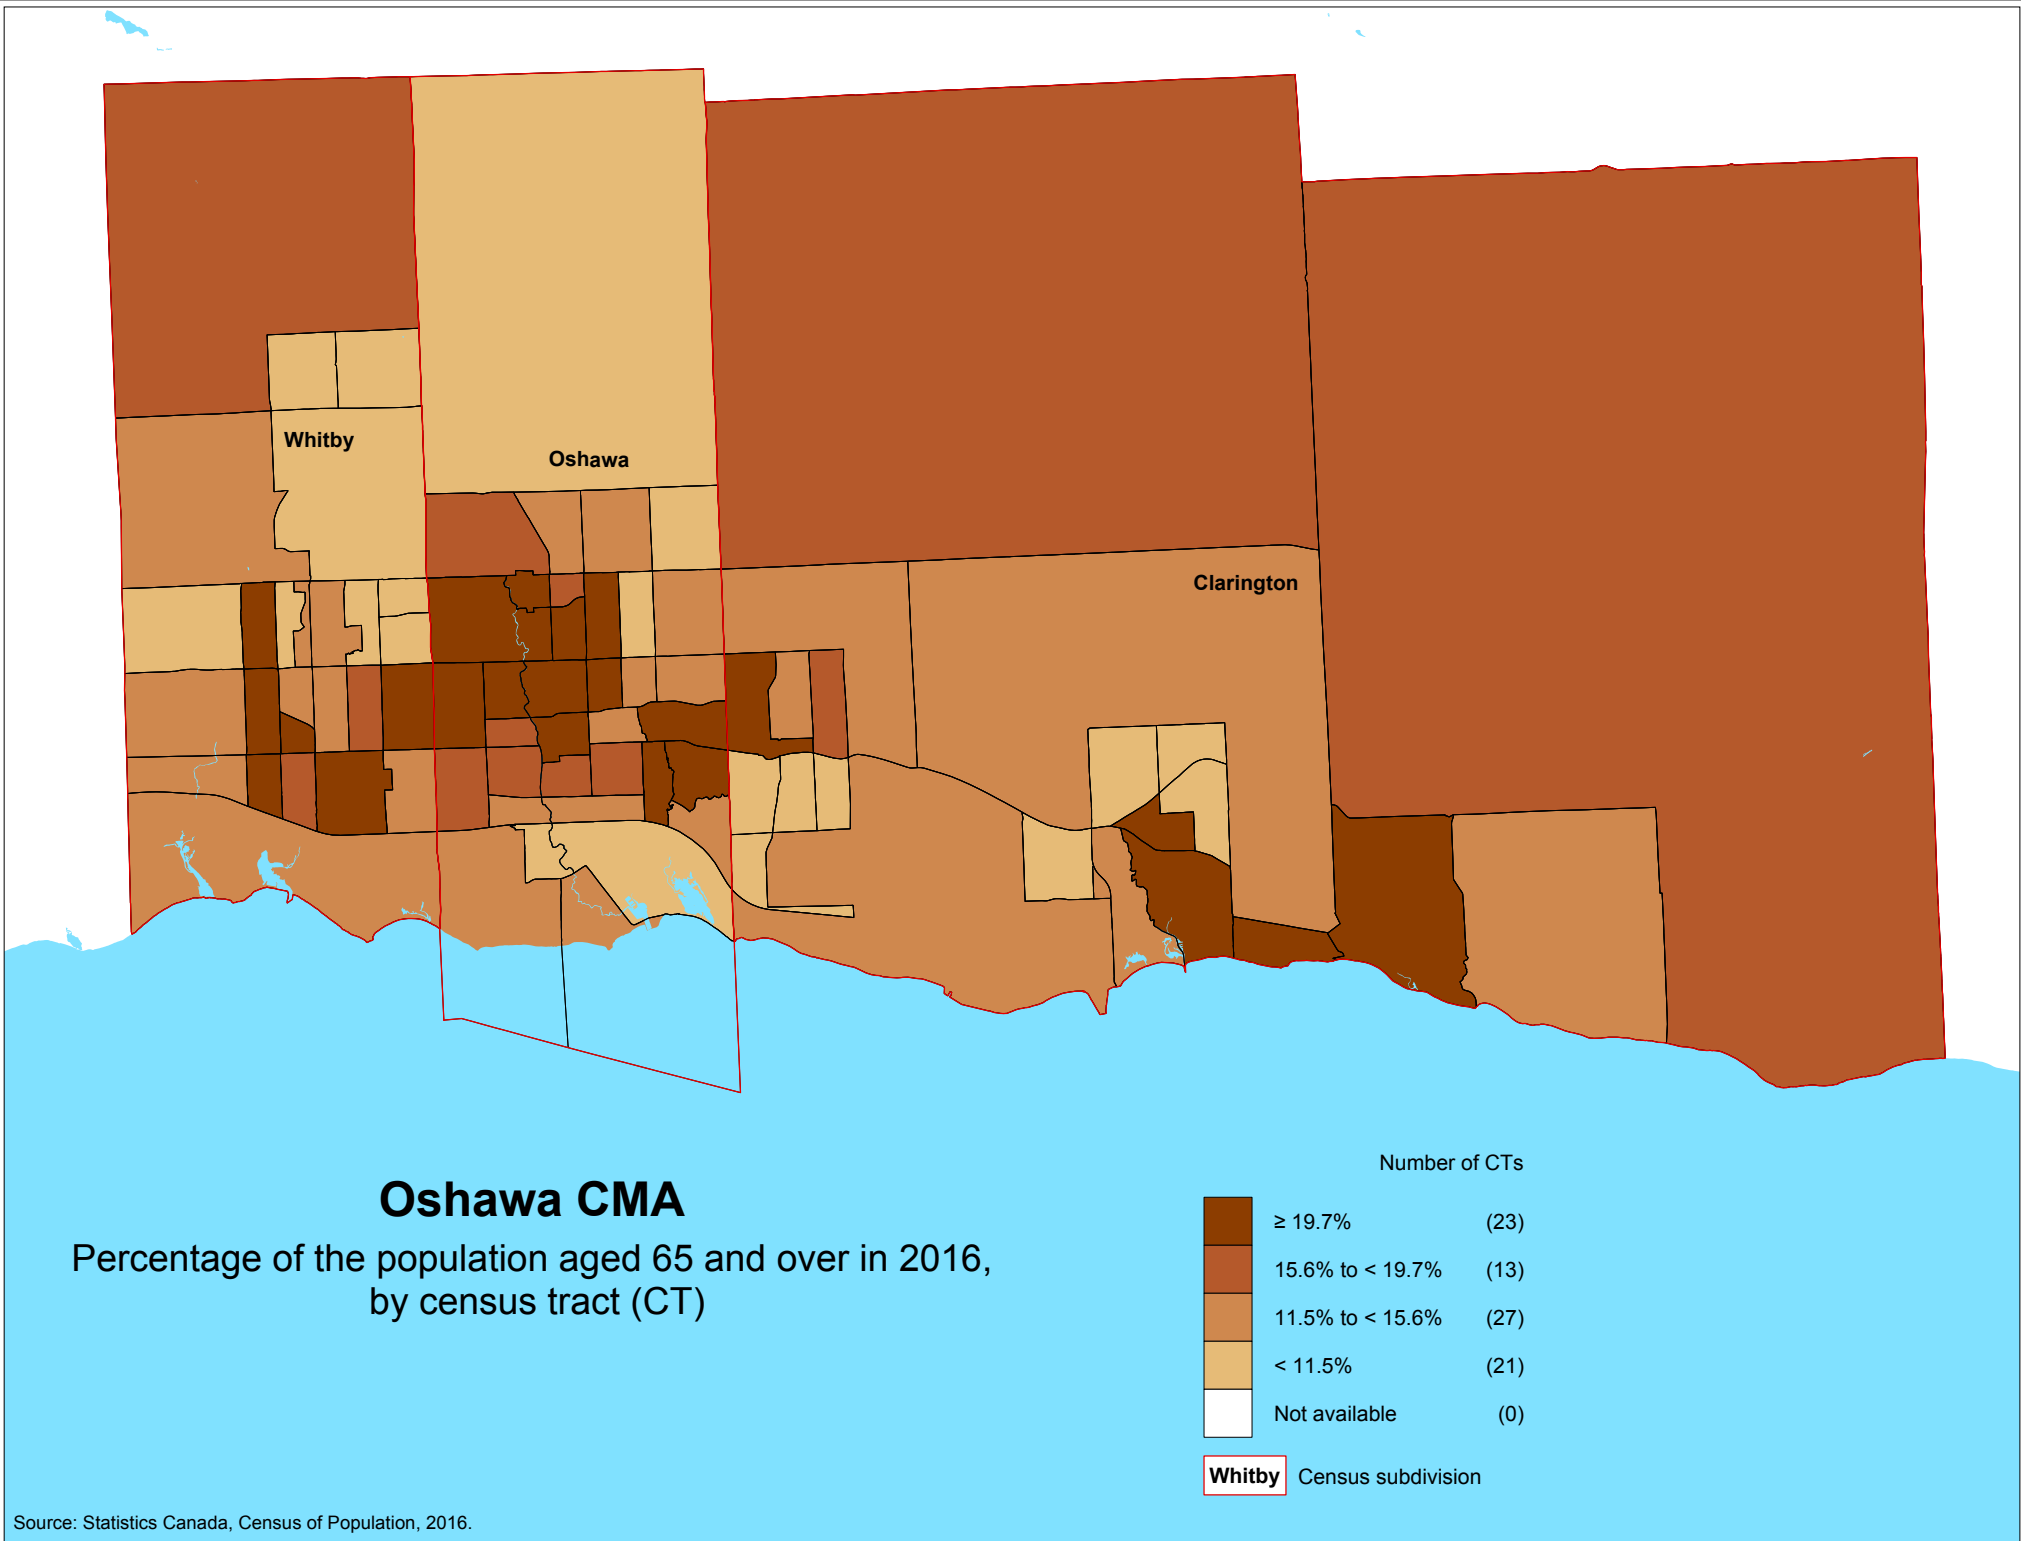 Whitby
Oshawa
Clarington
Oshawa CMA
Percentage of the population aged 65 and over in 2016,
by census tract (CT)
Number of CTs
≥ 19.7% (23)
15.6% to < 19.7% (13)
11.5% to < 15.6% (27)
< 11.5% (21)
Not available (0)
Whitby Census subdivision
Source: Statistics Canada, Census of Population, 2016.